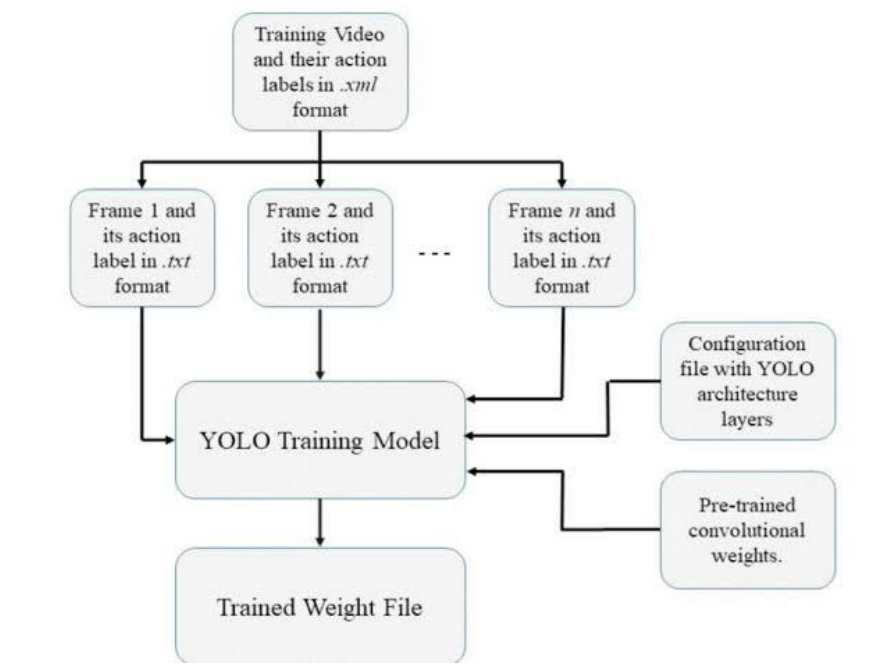 Training Video
and their action
labels in .xml
format
Frame 1 and
its action
label in .txt
format
Frame 2 and
its action
label in .txt
format
- - -
Frame n and
its action
label in .txt
format
Configuration
file with YOLO
architecture
layers
YOLO Training Model
Pre-trained
convolutional
weights.
Trained Weight File